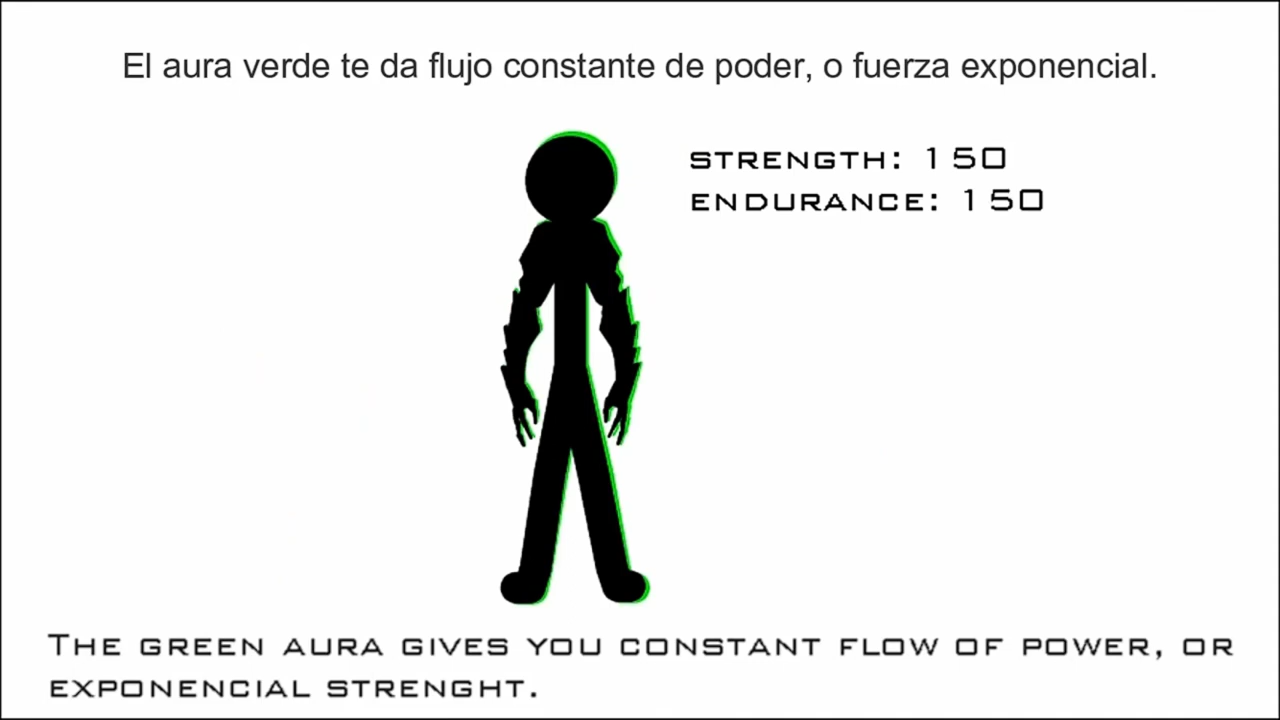 El aura verde te da flujo constante de poder, o fuerza exponencial.
STRENGTH: 150
ENDURANCE: 150
THE GREEN AURA GIVES YOU CONSTANT FLOW OF POWER, OR
EXPONENCIAL STRENGHT.